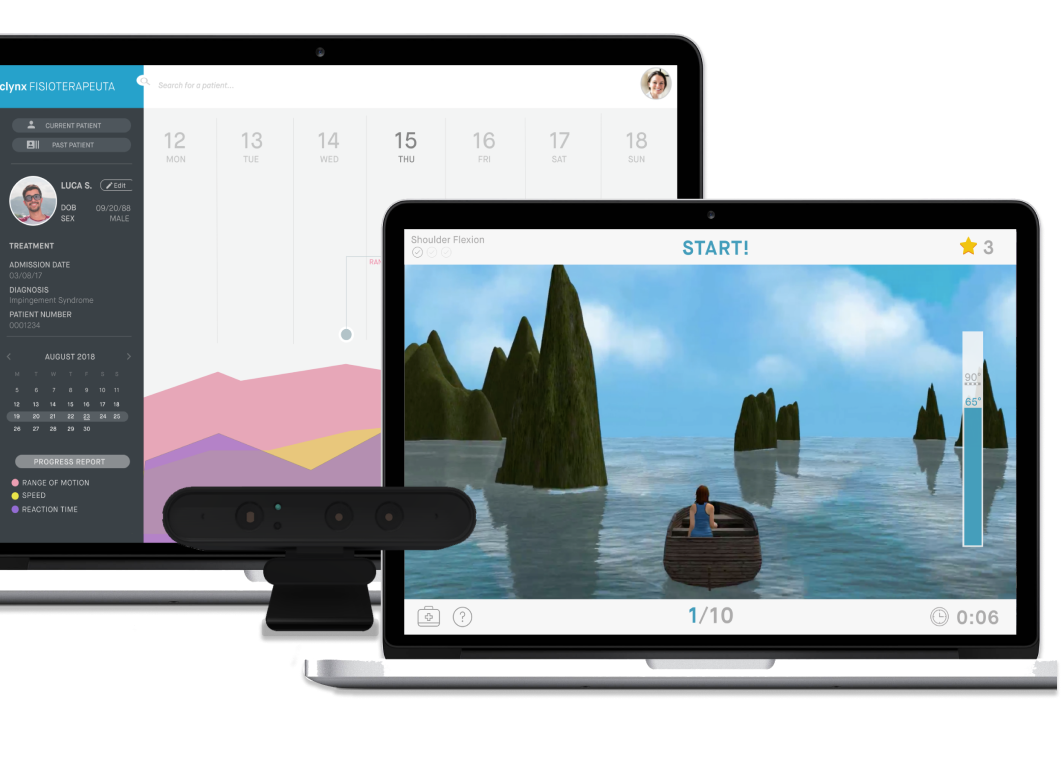 clynx FISIOTERAPEUTA
Search for a patient...
CURRENT PATIENT
PAST PATIENT
LUCA S.
Edit
DOB 09/20/88
SEX MALE
TREATMENT
ADMISSION DATE
03/08/17
DIAGNOSIS
Impingement Syndrome
PATIENT NUMBER
0001234
< AUGUST 2018 >
M T W T F S S
5 6 7 8 9 10 11
12 13 14 15 16 17 18
19 20 21 22 23 24 25
26 27 28 29 30
PROGRESS REPORT
RANGE OF MOTION
SPEED
REACTION TIME
12 13 14 15 16 17 18
MON TUE WED THU FRI SAT SUN
RAN
Shoulder Flexion
START!
3
90°
65°
1/10
?
0:06